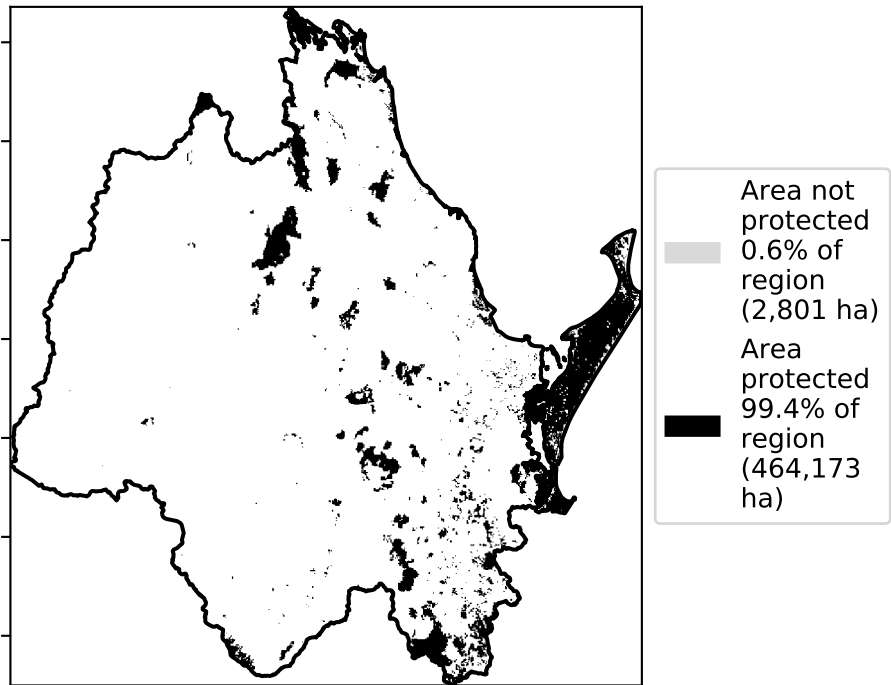 Area not
protected
0.6% of
region
(2,801 ha)
Area
protected
99.4% of
region
(464,173
ha)